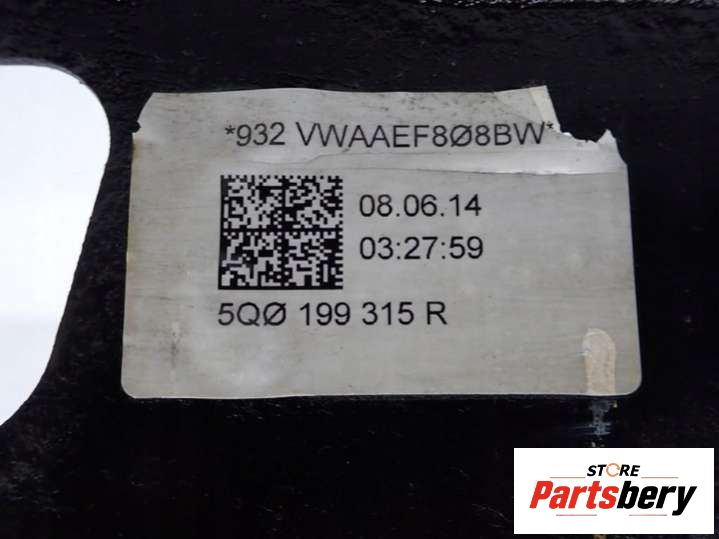 *932 VWAAEF8Ø8BW*
08.06.14
03:27:59
5QØ 199 315 R
STORE
Partsbery